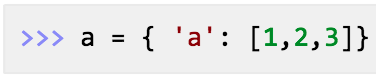 >>> a = { 'a': [1,2,3]}